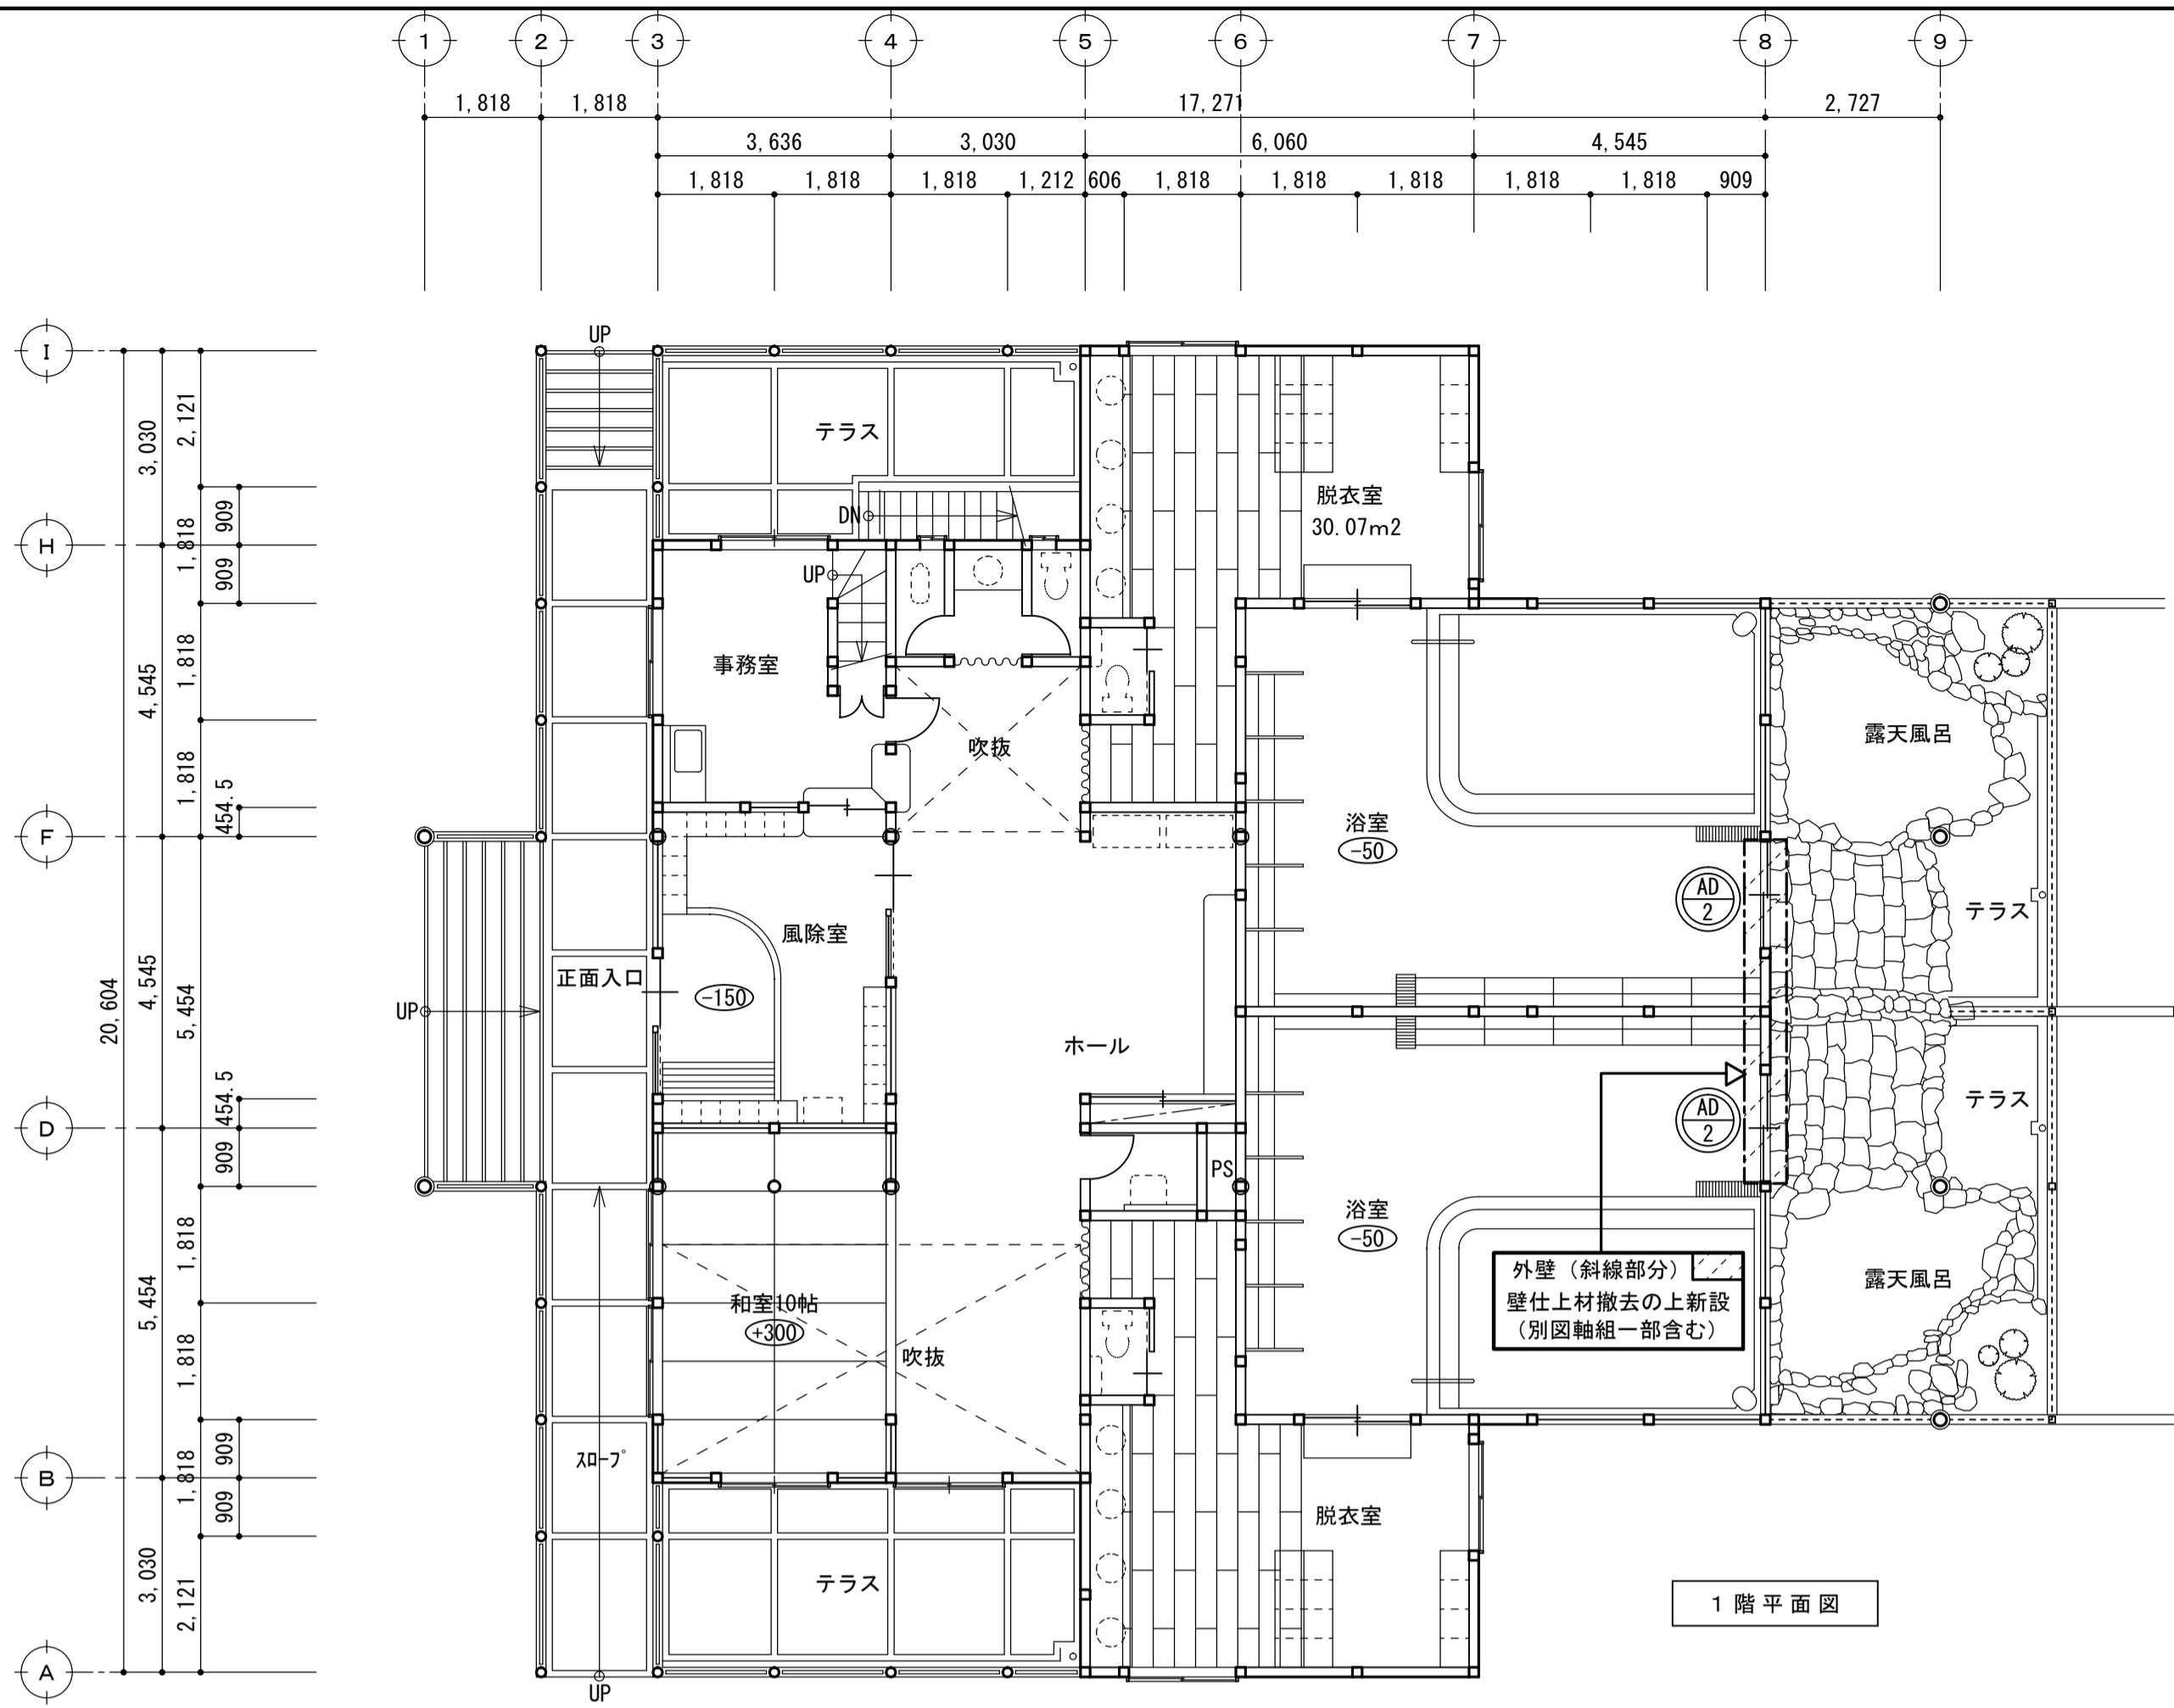 1 2 3 4 5 6 7 8 9
1,818 1,818 17,271 2,727
3,636 3,030 6,060 4,545
1,818 1,818 1,818 1,212 606 1,818 1,818 1,818 1,818 1,818 909
I
H
F
D
B
A
20,604
3,030
4,545
4,545
5,454
3,030
2,121
1,818
1,818
1,818
5,454
1,818
1,818
1,818
2,121
909
909
454.5
454.5
909
909
909
UP
テラス
DN
脱衣室
30.07m2
UP
事務室
吹抜
露天風呂
浴室
-50
AD
2
テラス
風除室
正面入口
-150
UP
ホール
AD
2
テラス
PS
浴室
-50
外壁（斜線部分）
壁仕上材撤去の上新設
（別図軸組一部含む）
露天風呂
和室10帖
+300
吹抜
ｽﾛｰﾌﾟ
脱衣室
テラス
UP
1階平面図